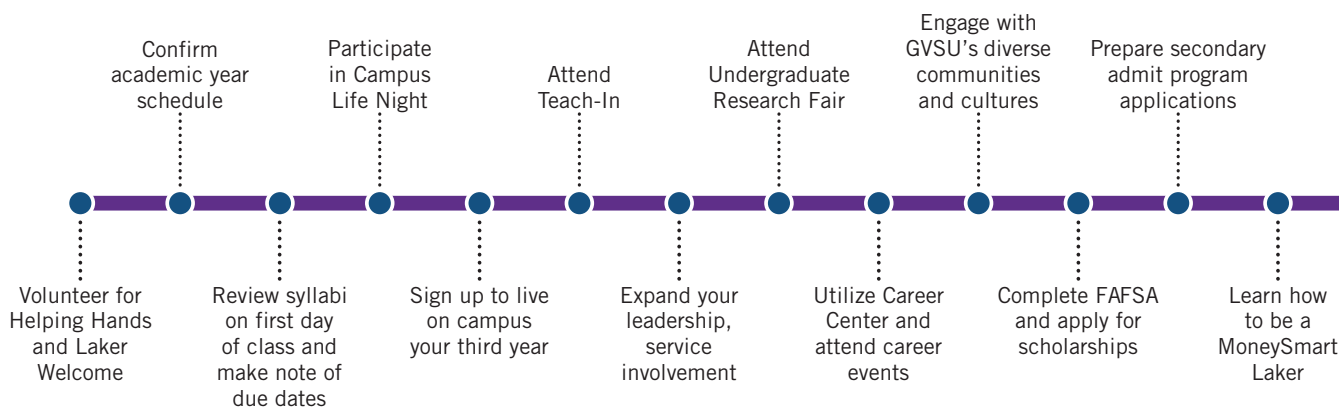 Volunteer for
Helping Hands
and Laker
Welcome
Confirm
academic year
schedule
Review syllabi
on first day
of class and
make note of
due dates
Participate
in Campus
Life Night
Sign up to live
on campus
your third year
Attend
Teach-In
Expand your
leadership,
service
involvement
Attend
Undergraduate
Research Fair
Utilize Career
Center and
attend career
events
Engage with
GVSU's diverse
communities
and cultures
Complete FAFSA
and apply for
scholarships
Prepare secondary
admit program
applications
Learn how
to be a
MoneySmart
Laker